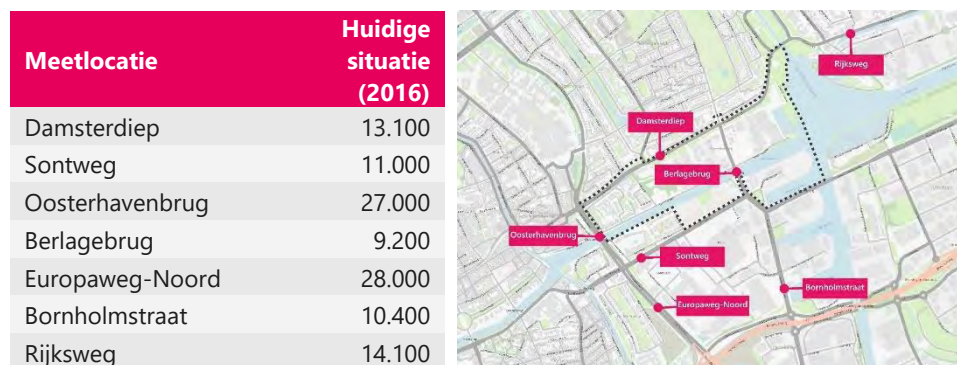 Meetlocatie Huidige situatie (2016)
Damsterdiep 13.100
Sontweg 11.000
Oosterhavenbrug 27.000
Berlagebrug 9.200
Europaweg-Noord 28.000
Bornholmstraat 10.400
Rijksweg 14.100
Rijksweg
Damsterdiep
Berlagebrug
Oosterhavenbrug
Sontweg
Bornholmstraat
Europaweg-Noord